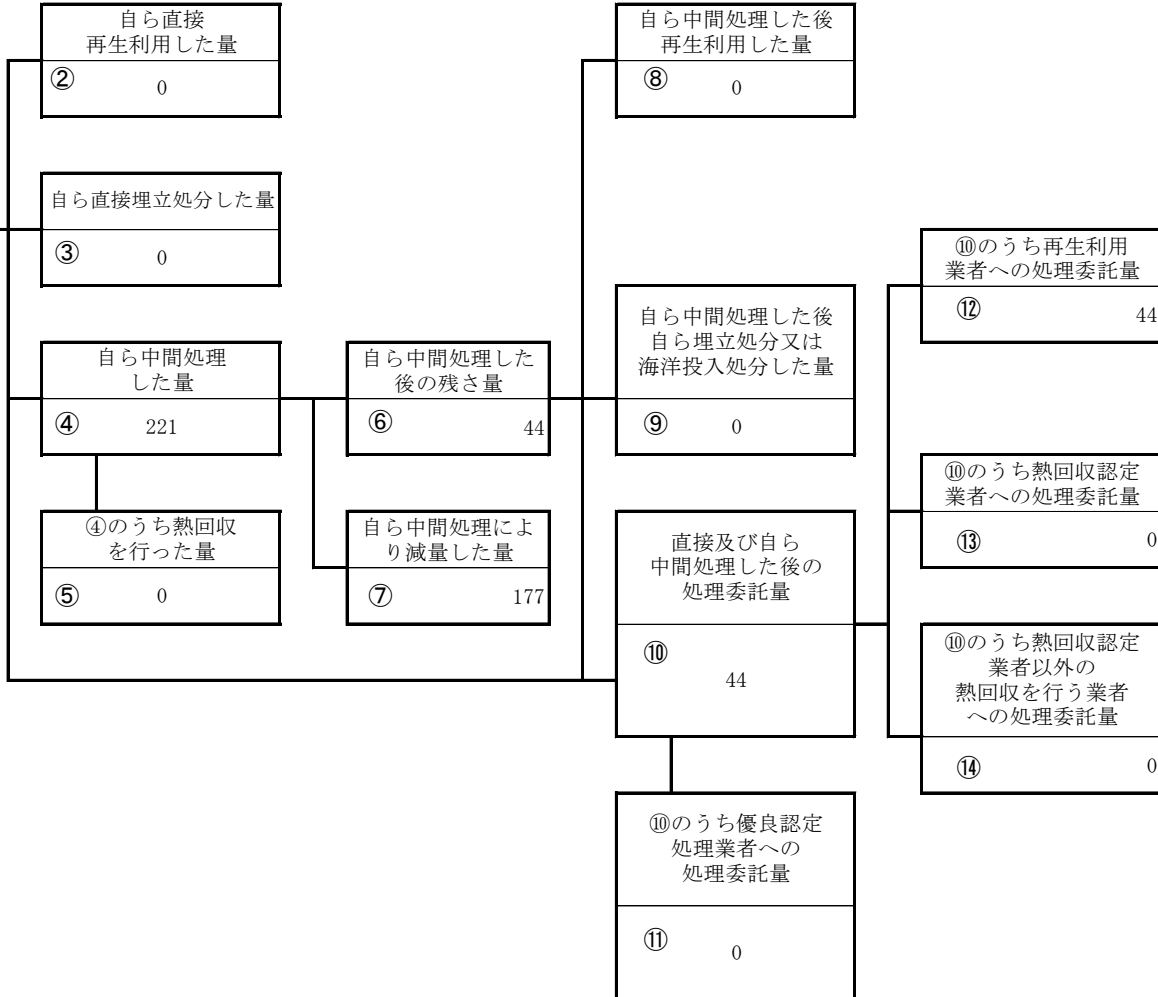 自ら直接
再生利用した量
② 0
自ら直接埋立処分した量
③ 0
自ら中間処理
した量
④ 221
④のうち熱回収
を行った量
⑤ 0
自ら中間処理した
後の残さ量
⑥ 44
自ら中間処理によ
り減量した量
⑦ 177
自ら中間処理した後
再生利用した量
⑧ 0
自ら中間処理した後
自ら埋立処分又は
海洋投入処分した量
⑨ 0
直接及び自ら
中間処理した後の
処理委託量
⑩
44
⑩のうち優良認定
処理業者への
処理委託量
⑪ 0
⑩のうち再生利用
業者への処理委託量
⑫ 44
⑩のうち熱回収認定
業者への処理委託量
⑬ 0
⑩のうち熱回収認定
業者以外の
熱回収を行う業者
への処理委託量
⑭ 0